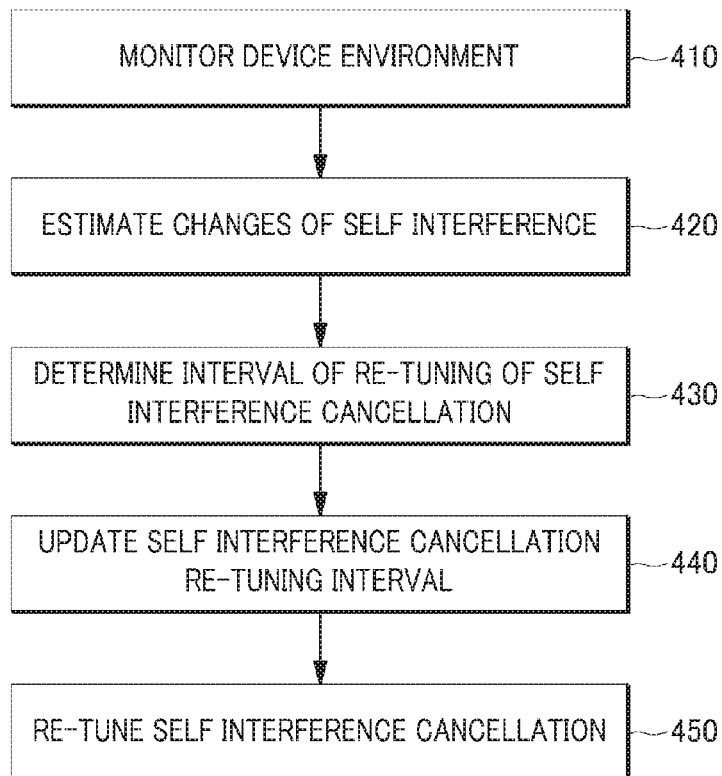 MONITOR DEVICE ENVIRONMENT
410
ESTIMATE CHANGES OF SELF INTERFERENCE
420
DETERMINE INTERVAL OF RE-TUNING OF SELF
INTERFERENCE CANCELLATION
430
UPDATE SELF INTERFERENCE CANCELLATION
RE-TUNING INTERVAL
440
RE-TUNE SELF INTERFERENCE CANCELLATION
450